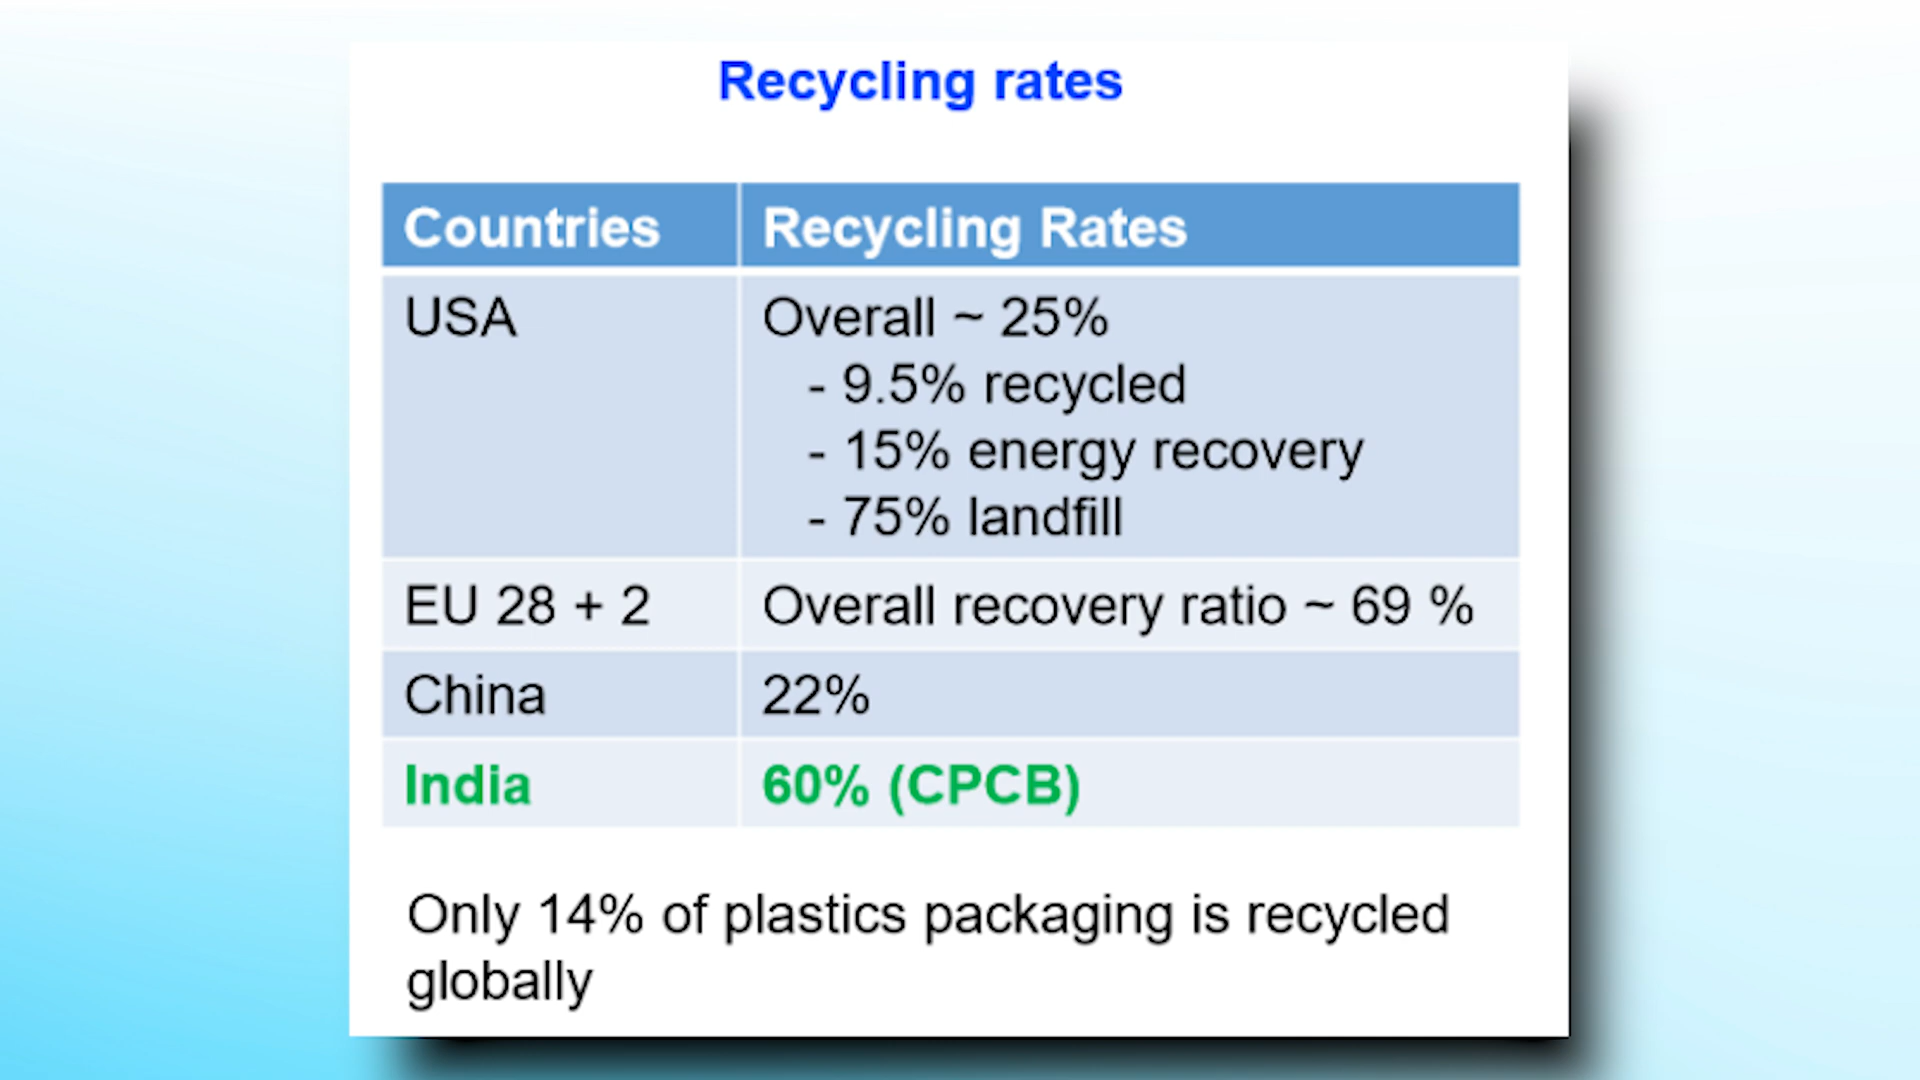 Recycling rates
Countries Recycling Rates
USA Overall ~ 25%
- 9.5% recycled
- 15% energy recovery
- 75% landfill
EU 28 + 2 Overall recovery ratio ~ 69 %
China 22%
India 60% (CPCB)
Only 14% of plastics packaging is recycled
globally